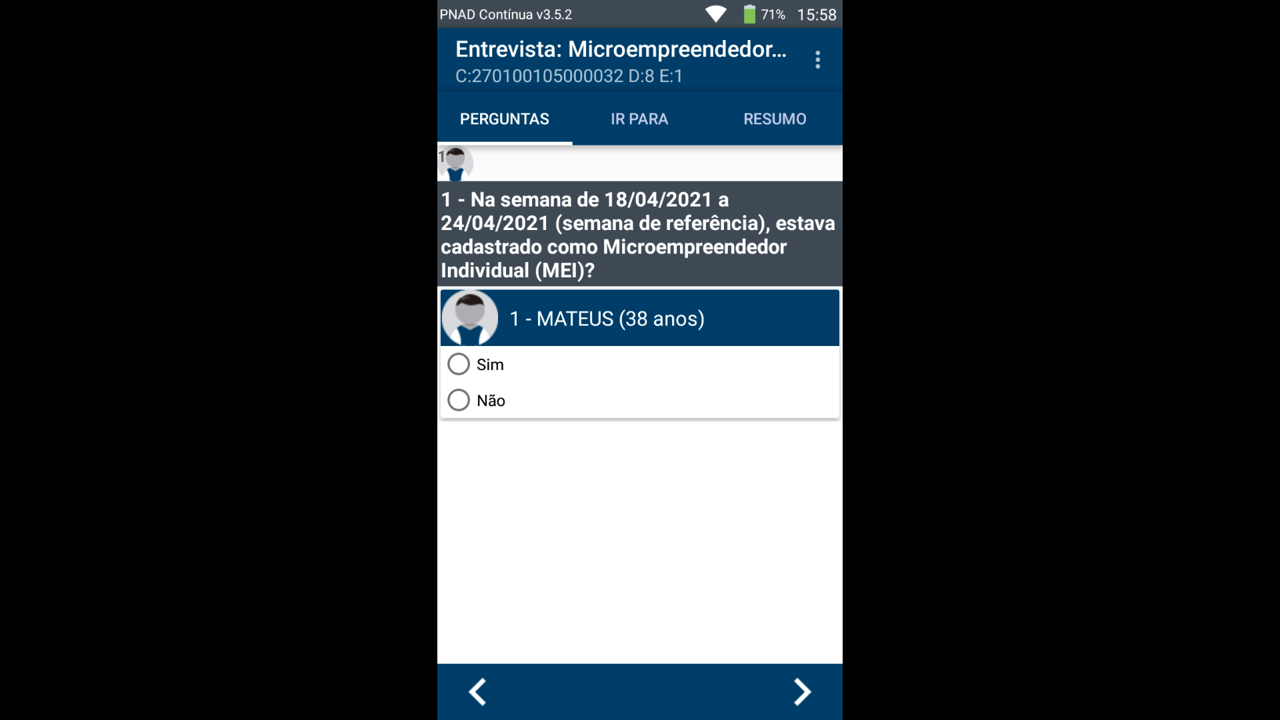 PNAD Contínua v3.5.2 71% 15:58
Entrevista: Microempreendedor...
C:270100105000032 D:8 E:1
PERGUNTAS IR PARA RESUMO
1
1 - Na semana de 18/04/2021 a
24/04/2021 (semana de referência), estava
cadastrado como Microempreendedor
Individual (MEI)?
1 - MATEUS (38 anos)
Sim
Não